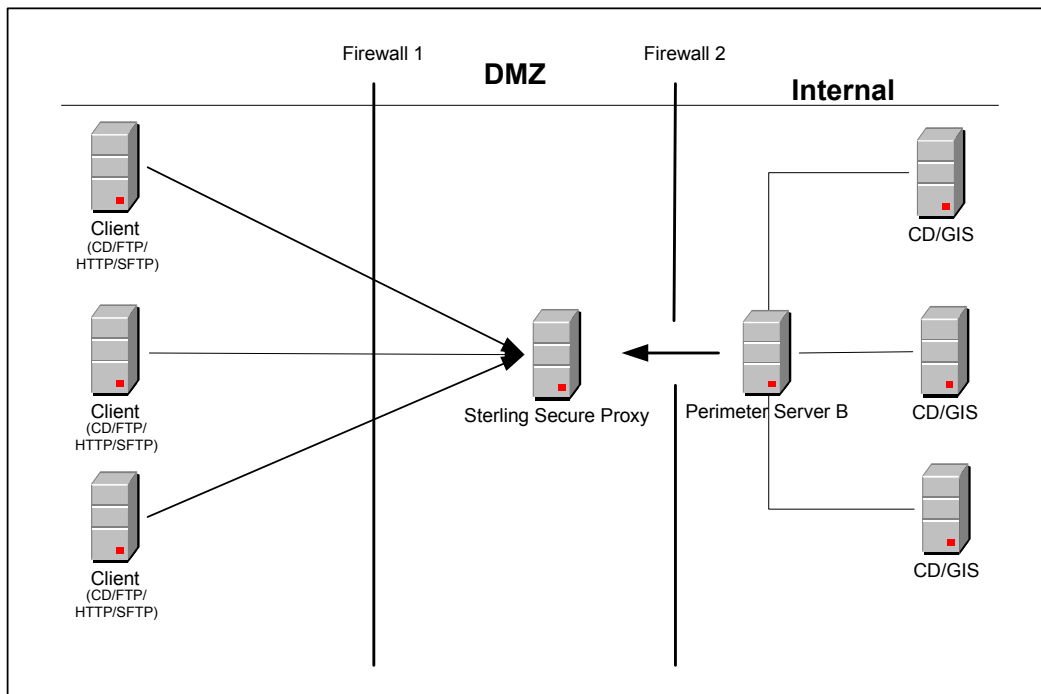 Firewall 1
DMZ
Firewall 2
Internal
Client
(CD/FTP/
HTTP/SFTP)
CD/GIS
Client
(CD/FTP/
HTTP/SFTP)
Sterling Secure Proxy
Perimeter Server B
CD/GIS
Client
(CD/FTP/
HTTP/SFTP)
CD/GIS